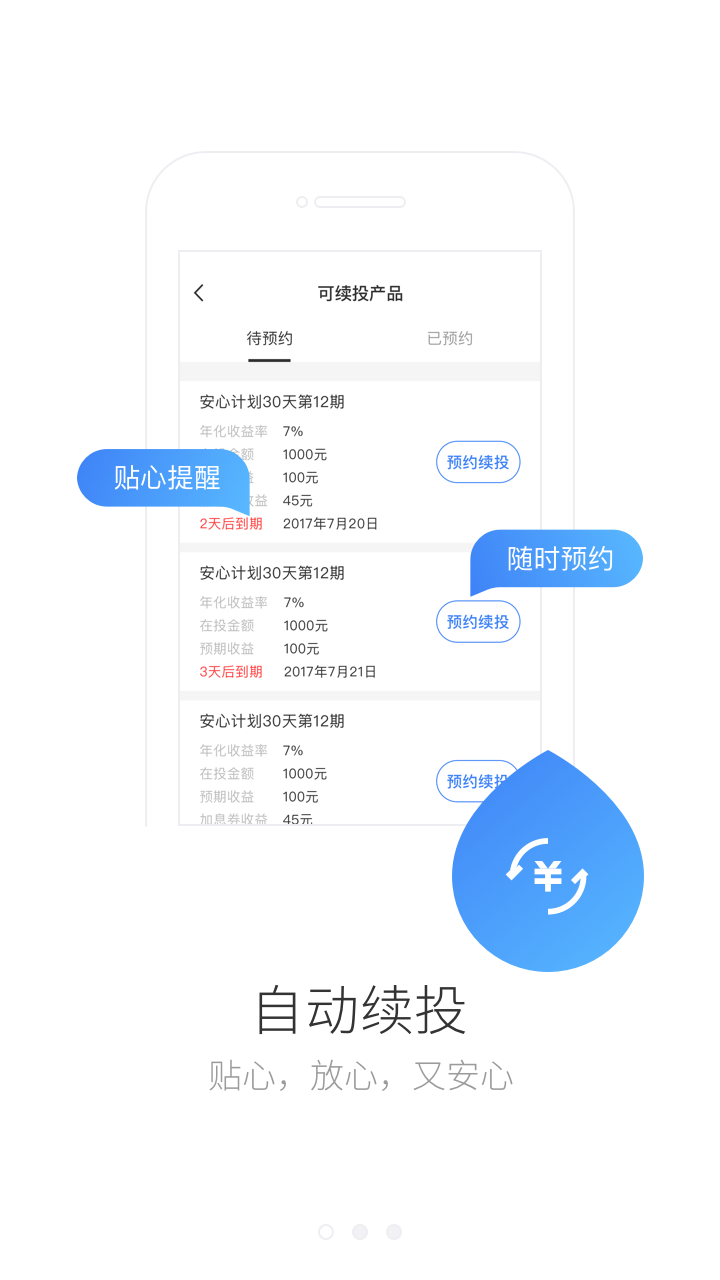 可续投产品
待预约 已预约
安心计划30天第12期
年化收益率 7%
额 1000元
预约续投
贴心提醒
100元
益 45元
2天后到期 2017年7月20日
随时预约
安心计划30天第12期
年化收益率 7%
在投金额 1000元
预约续投
预期收益 100元
3天后到期 2017年7月21日
安心计划30天第12期
年化收益率 7%
在投金额 1000元
预约续投
预期收益 100元
加息券收益 45元
¥
自动续投
贴心，放心，又安心